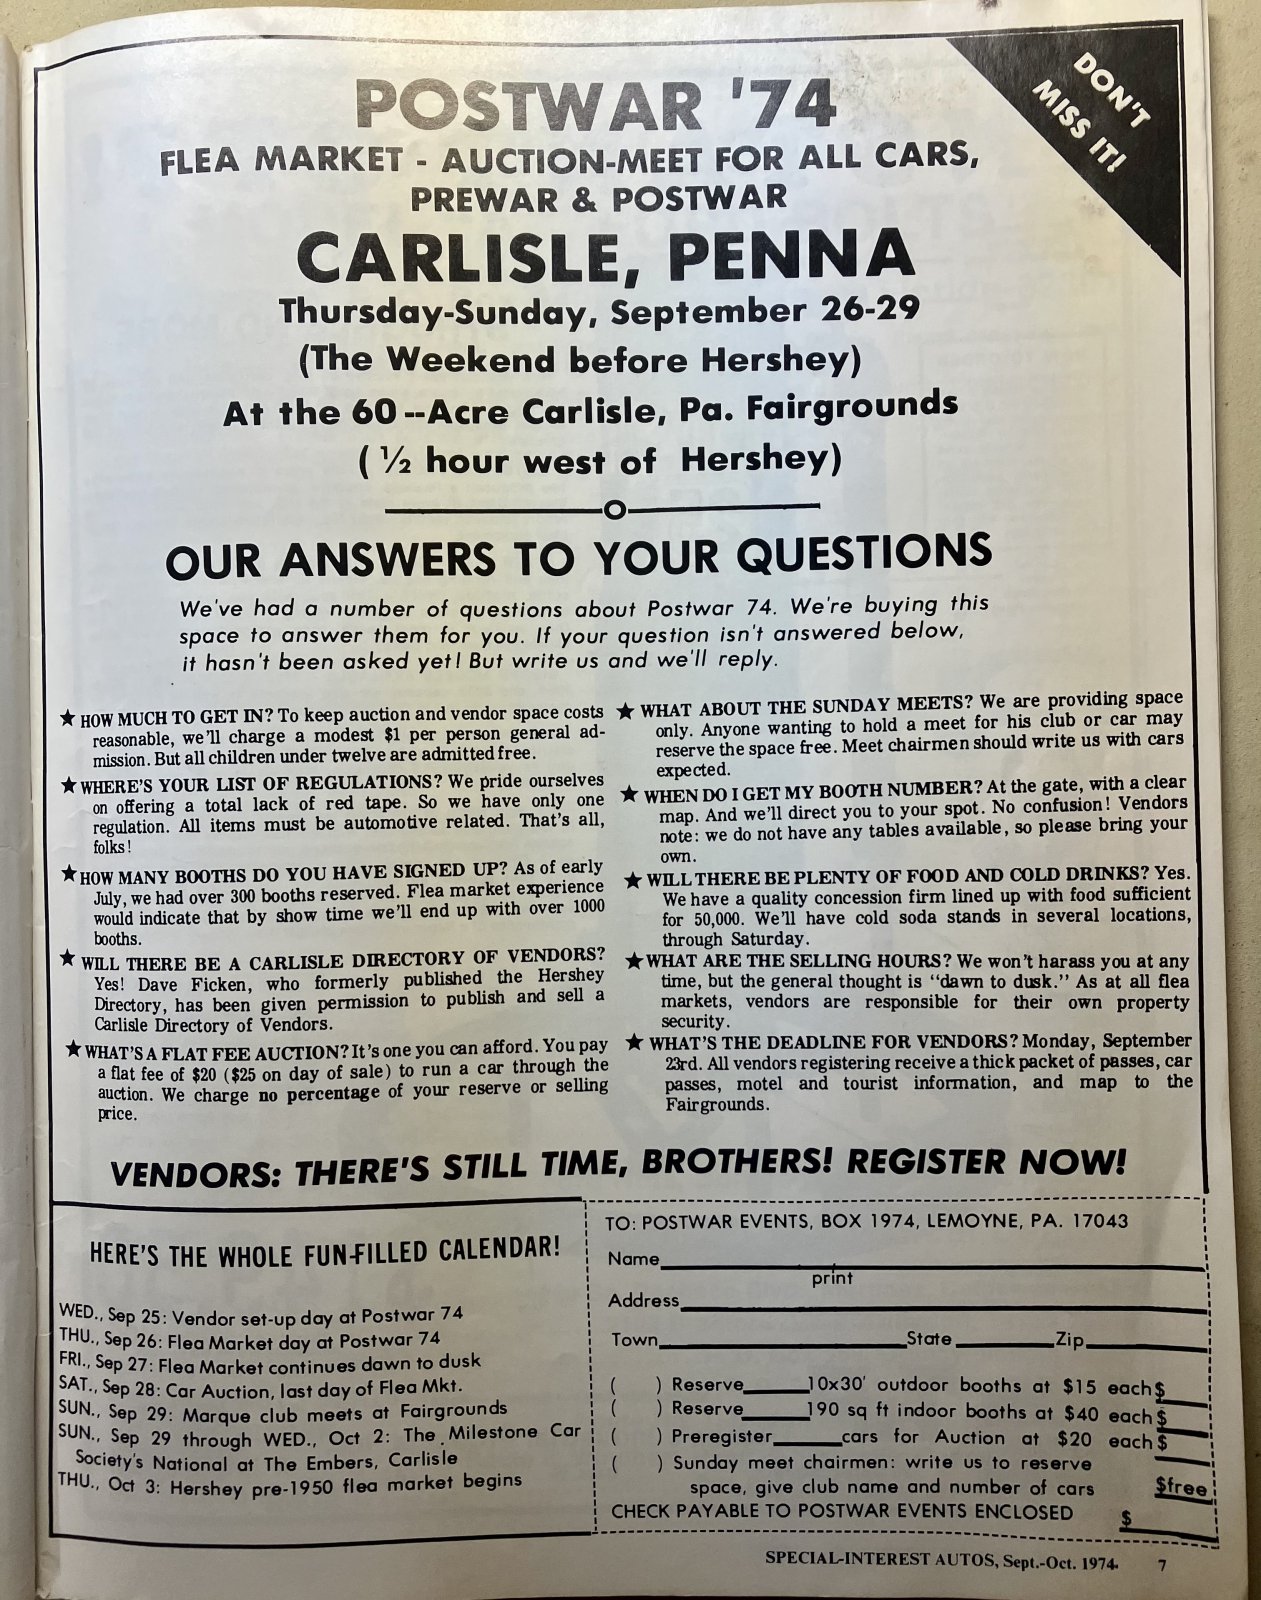 DON'T
MISS IT!
POSTWAR '74
FLEA MARKET - AUCTION-MEET FOR ALL CARS,
PREWAR & POSTWAR
CARLISLE, PENNA
Thursday-Sunday, September 26-29
(The Weekend before Hershey)
At the 60--Acre Carlisle, Pa. Fairgrounds
( ½ hour west of Hershey)
OUR ANSWERS TO YOUR QUESTIONS
We've had a number of questions about Postwar 74. We're buying this
space to answer them for you. If your question isn't answered below,
it hasn't been asked yet! But write us and we'll reply.
★ HOW MUCH TO GET IN? To keep auction and vendor space costs
reasonable, we'll charge a modest $1 per person general ad-
mission. But all children under twelve are admitted free.
★ WHERE'S YOUR LIST OF REGULATIONS? We pride ourselves
on offering a total lack of red tape. So we have only one
regulation. All items must be automotive related. That's all,
folks!
★ HOW MANY BOOTHS DO YOU HAVE SIGNED UP? As of early
July, we had over 300 booths reserved. Flea market experience
would indicate that by show time we'll end up with over 1000
booths.
★ WILL THERE BE A CARLISLE DIRECTORY OF VENDORS?
Yes! Dave Ficken, who formerly published the Hershey
Directory, has been given permission to publish and sell a
Carlisle Directory of Vendors.
★ WHAT'S A FLAT FEE AUCTION? It's one you can afford. You pay
a flat fee of $20 ($25 on day of sale) to run a car through the
auction. We charge no percentage of your reserve or selling
price.
★ WHAT ABOUT THE SUNDAY MEETS? We are providing space
only. Anyone wanting to hold a meet for his club or car may
reserve the space free. Meet chairmen should write us with cars
expected.
★ WHEN DO I GET MY BOOTH NUMBER? At the gate, with a clear
map. And we'll direct you to your spot. No confusion! Vendors
note: we do not have any tables available, so please bring your
own.
★ WILL THERE BE PLENTY OF FOOD AND COLD DRINKS? Yes.
We have a quality concession firm lined up with food sufficient
for 50,000. We'll have cold soda stands in several locations,
through Saturday.
★ WHAT ARE THE SELLING HOURS? We won't harass you at any
time, but the general thought is "dawn to dusk." As at all flea
markets, vendors are responsible for their own property
security.
★ WHAT'S THE DEADLINE FOR VENDORS? Monday, September
23rd. All vendors registering receive a thick packet of passes, car
passes, motel and tourist information, and map to the
Fairgrounds.
VENDORS: THERE'S STILL TIME, BROTHERS! REGISTER NOW!
HERE'S THE WHOLE FUN-FILLED CALENDAR!
WED., Sep 25: Vendor set-up day at Postwar 74
THU., Sep 26: Flea Market day at Postwar 74
FRI., Sep 27: Flea Market continues dawn to dusk
SAT., Sep 28: Car Auction, last day of Flea Mkt.
SUN., Sep 29: Marque club meets at Fairgrounds
SUN., Sep 29 through WED., Oct 2: The Milestone Car
Society's National at The Embers, Carlisle
THU., Oct 3: Hershey pre-1950 flea market begins
TO: POSTWAR EVENTS, BOX 1974, LEMOYNE, PA. 17043
Name
print
Address
Town State Zip
( ) Reserve 10x30' outdoor booths at $15 each $
( ) Reserve 190 sq ft indoor booths at $40 each $
( ) Preregister cars for Auction at $20 each $
( ) Sunday meet chairmen: write us to reserve
space, give club name and number of cars $free
CHECK PAYABLE TO POSTWAR EVENTS ENCLOSED $
SPECIAL-INTEREST AUTOS, Sept.-Oct. 1974 7